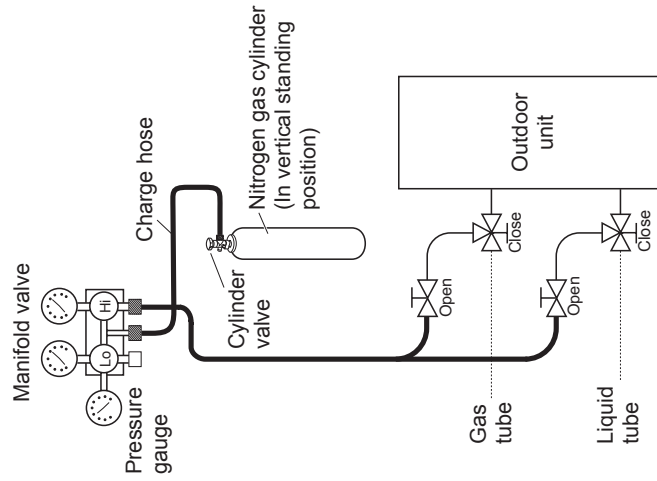 Manifold valve
Pressure
gauge
Lo
Hi
Charge hose
Cylinder
valve
Nitrogen gas cylinder
(In vertical standing
position)
Open
Close
Gas
tube
Outdoor
unit
Open
Close
Liquid
tube